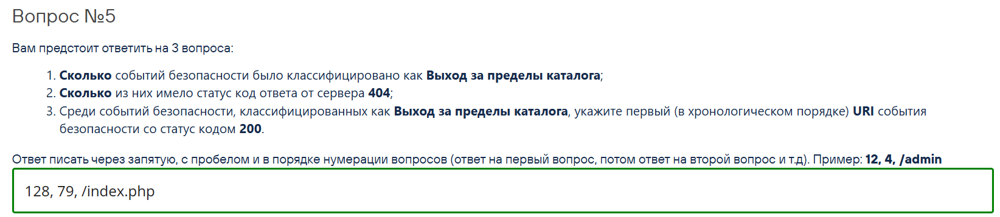 Вопрос №5
Вам предстоит ответить на 3 вопроса:
1. Сколько событий безопасности было классифицировано как Выход за пределы каталога;
2. Сколько из них имело статус код ответа от сервера 404;
3. Среди событий безопасности, классифицированных как Выход за пределы каталога, укажите первый (в хронологическом порядке) URI события
безопасности со статус кодом 200.
Ответ писать через запятую, с пробелом и в порядке нумерации вопросов (ответ на первый вопрос, потом ответ на второй вопрос и т.д). Пример: 12, 4, /admin
128, 79, /index.php